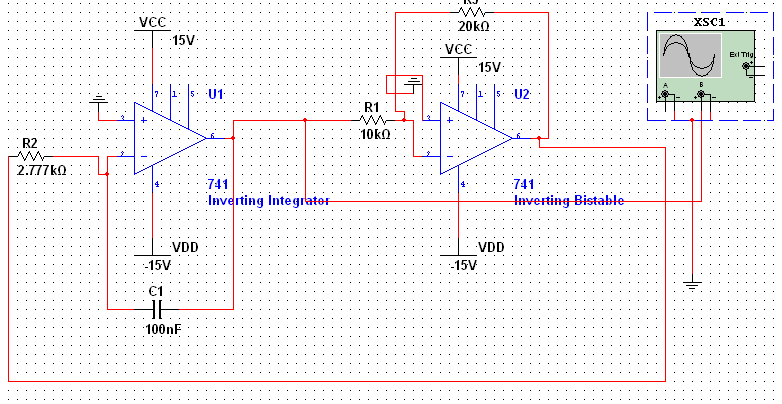 XSC1
20kΩ
VCC
15V
Ext Trig
A
B
VCC
15V
7
1
5
U1
7
1
5
U2
R1
10kΩ
3
6
3
6
R2
2.777kΩ
2
2
4
741
Inverting Integrator
4
741
Inverting Bistable
VDD
-15V
VDD
-15V
C1
100nF